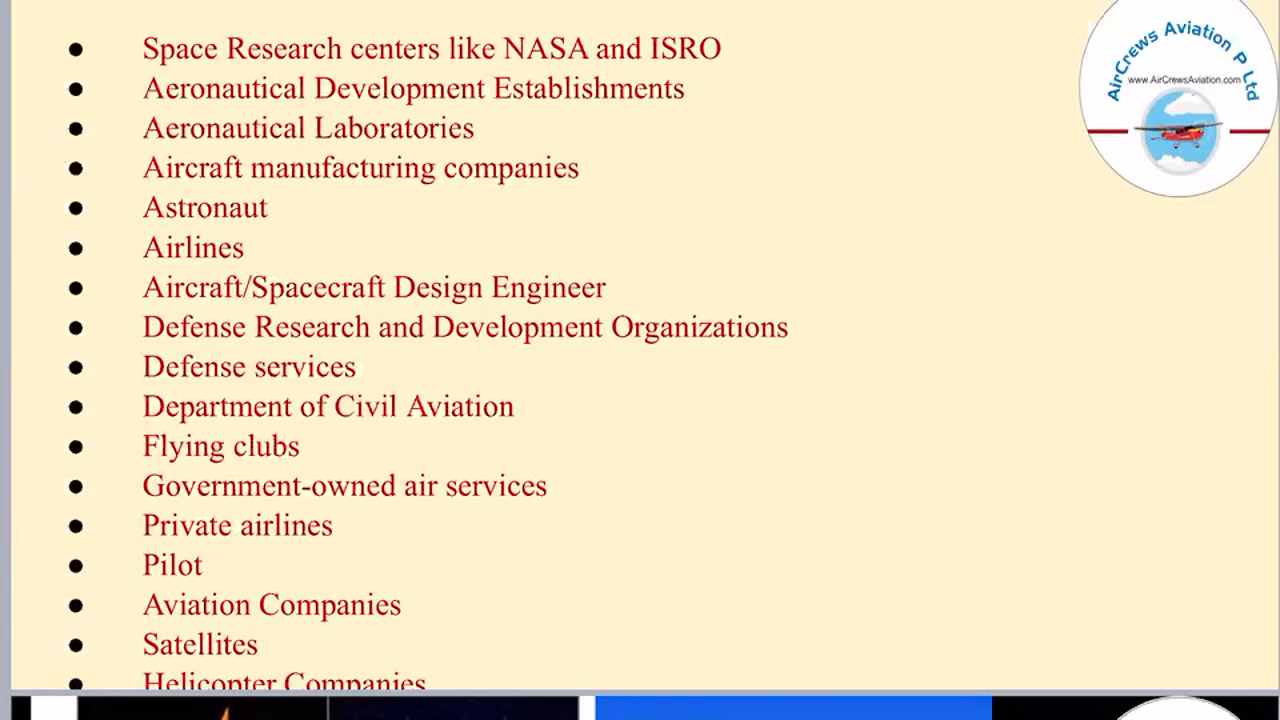 Space Research centers like NASA and ISRO
Aeronautical Development Establishments
Aeronautical Laboratories
Aircraft manufacturing companies
Astronaut
Airlines
Aircraft/Spacecraft Design Engineer
Defense Research and Development Organizations
Defense services
Department of Civil Aviation
Flying clubs
Government-owned air services
Private airlines
Pilot
Aviation Companies
Satellites
Helicopter Companies
AirCrews Aviation P Ltd
www.AirCrewsAviation.com